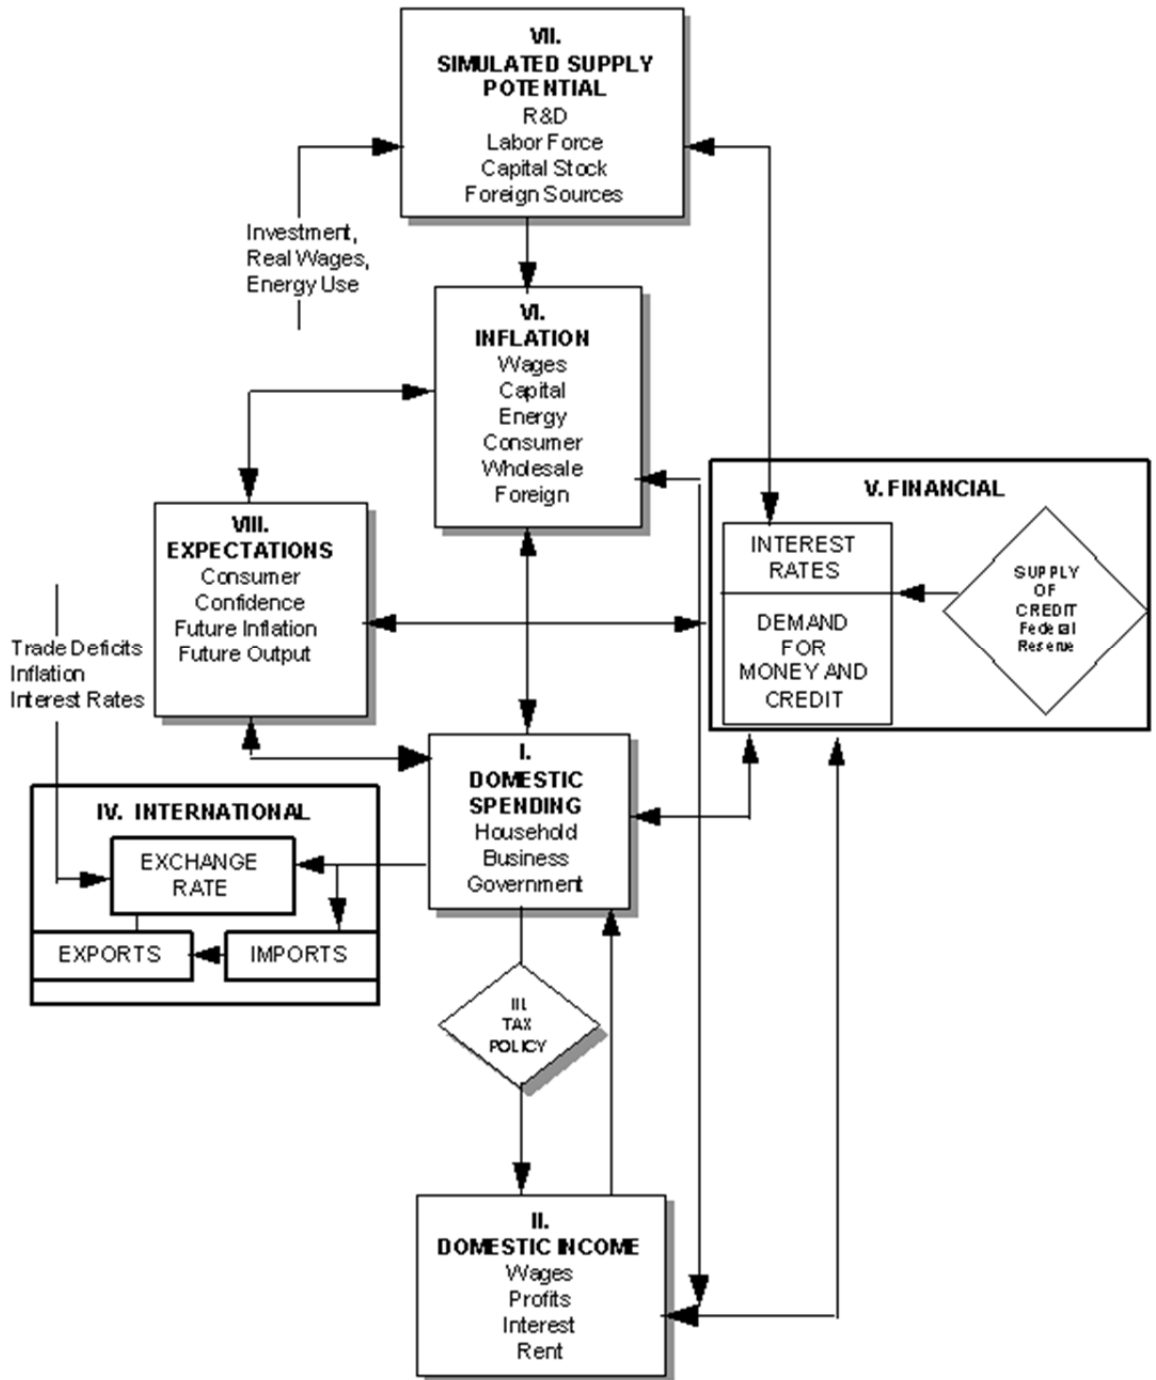 VII.
SIMULATED SUPPLY
POTENTIAL
R&D
Labor Force
Capital Stock
Foreign Sources
Investment,
Real Wages,
Energy Use
VI.
INFLATION
Wages
Capital
Energy
Consumer
Wholesale
Foreign
V. FINANCIAL
INTEREST
RATES
DEMAND
FOR
MONEY AND
CREDIT
SUPPLY
OF
CREDIT
Federal
Reserve
VIII.
EXPECTATIONS
Consumer
Confidence
Future Inflation
Future Output
Trade Deficits
Inflation
Interest Rates
I.
DOMESTIC
SPENDING
Household
Business
Government
IV. INTERNATIONAL
EXCHANGE
RATE
EXPORTS
IMPORTS
III.
TAX
POLICY
II.
DOMESTIC INCOME
Wages
Profits
Interest
Rent